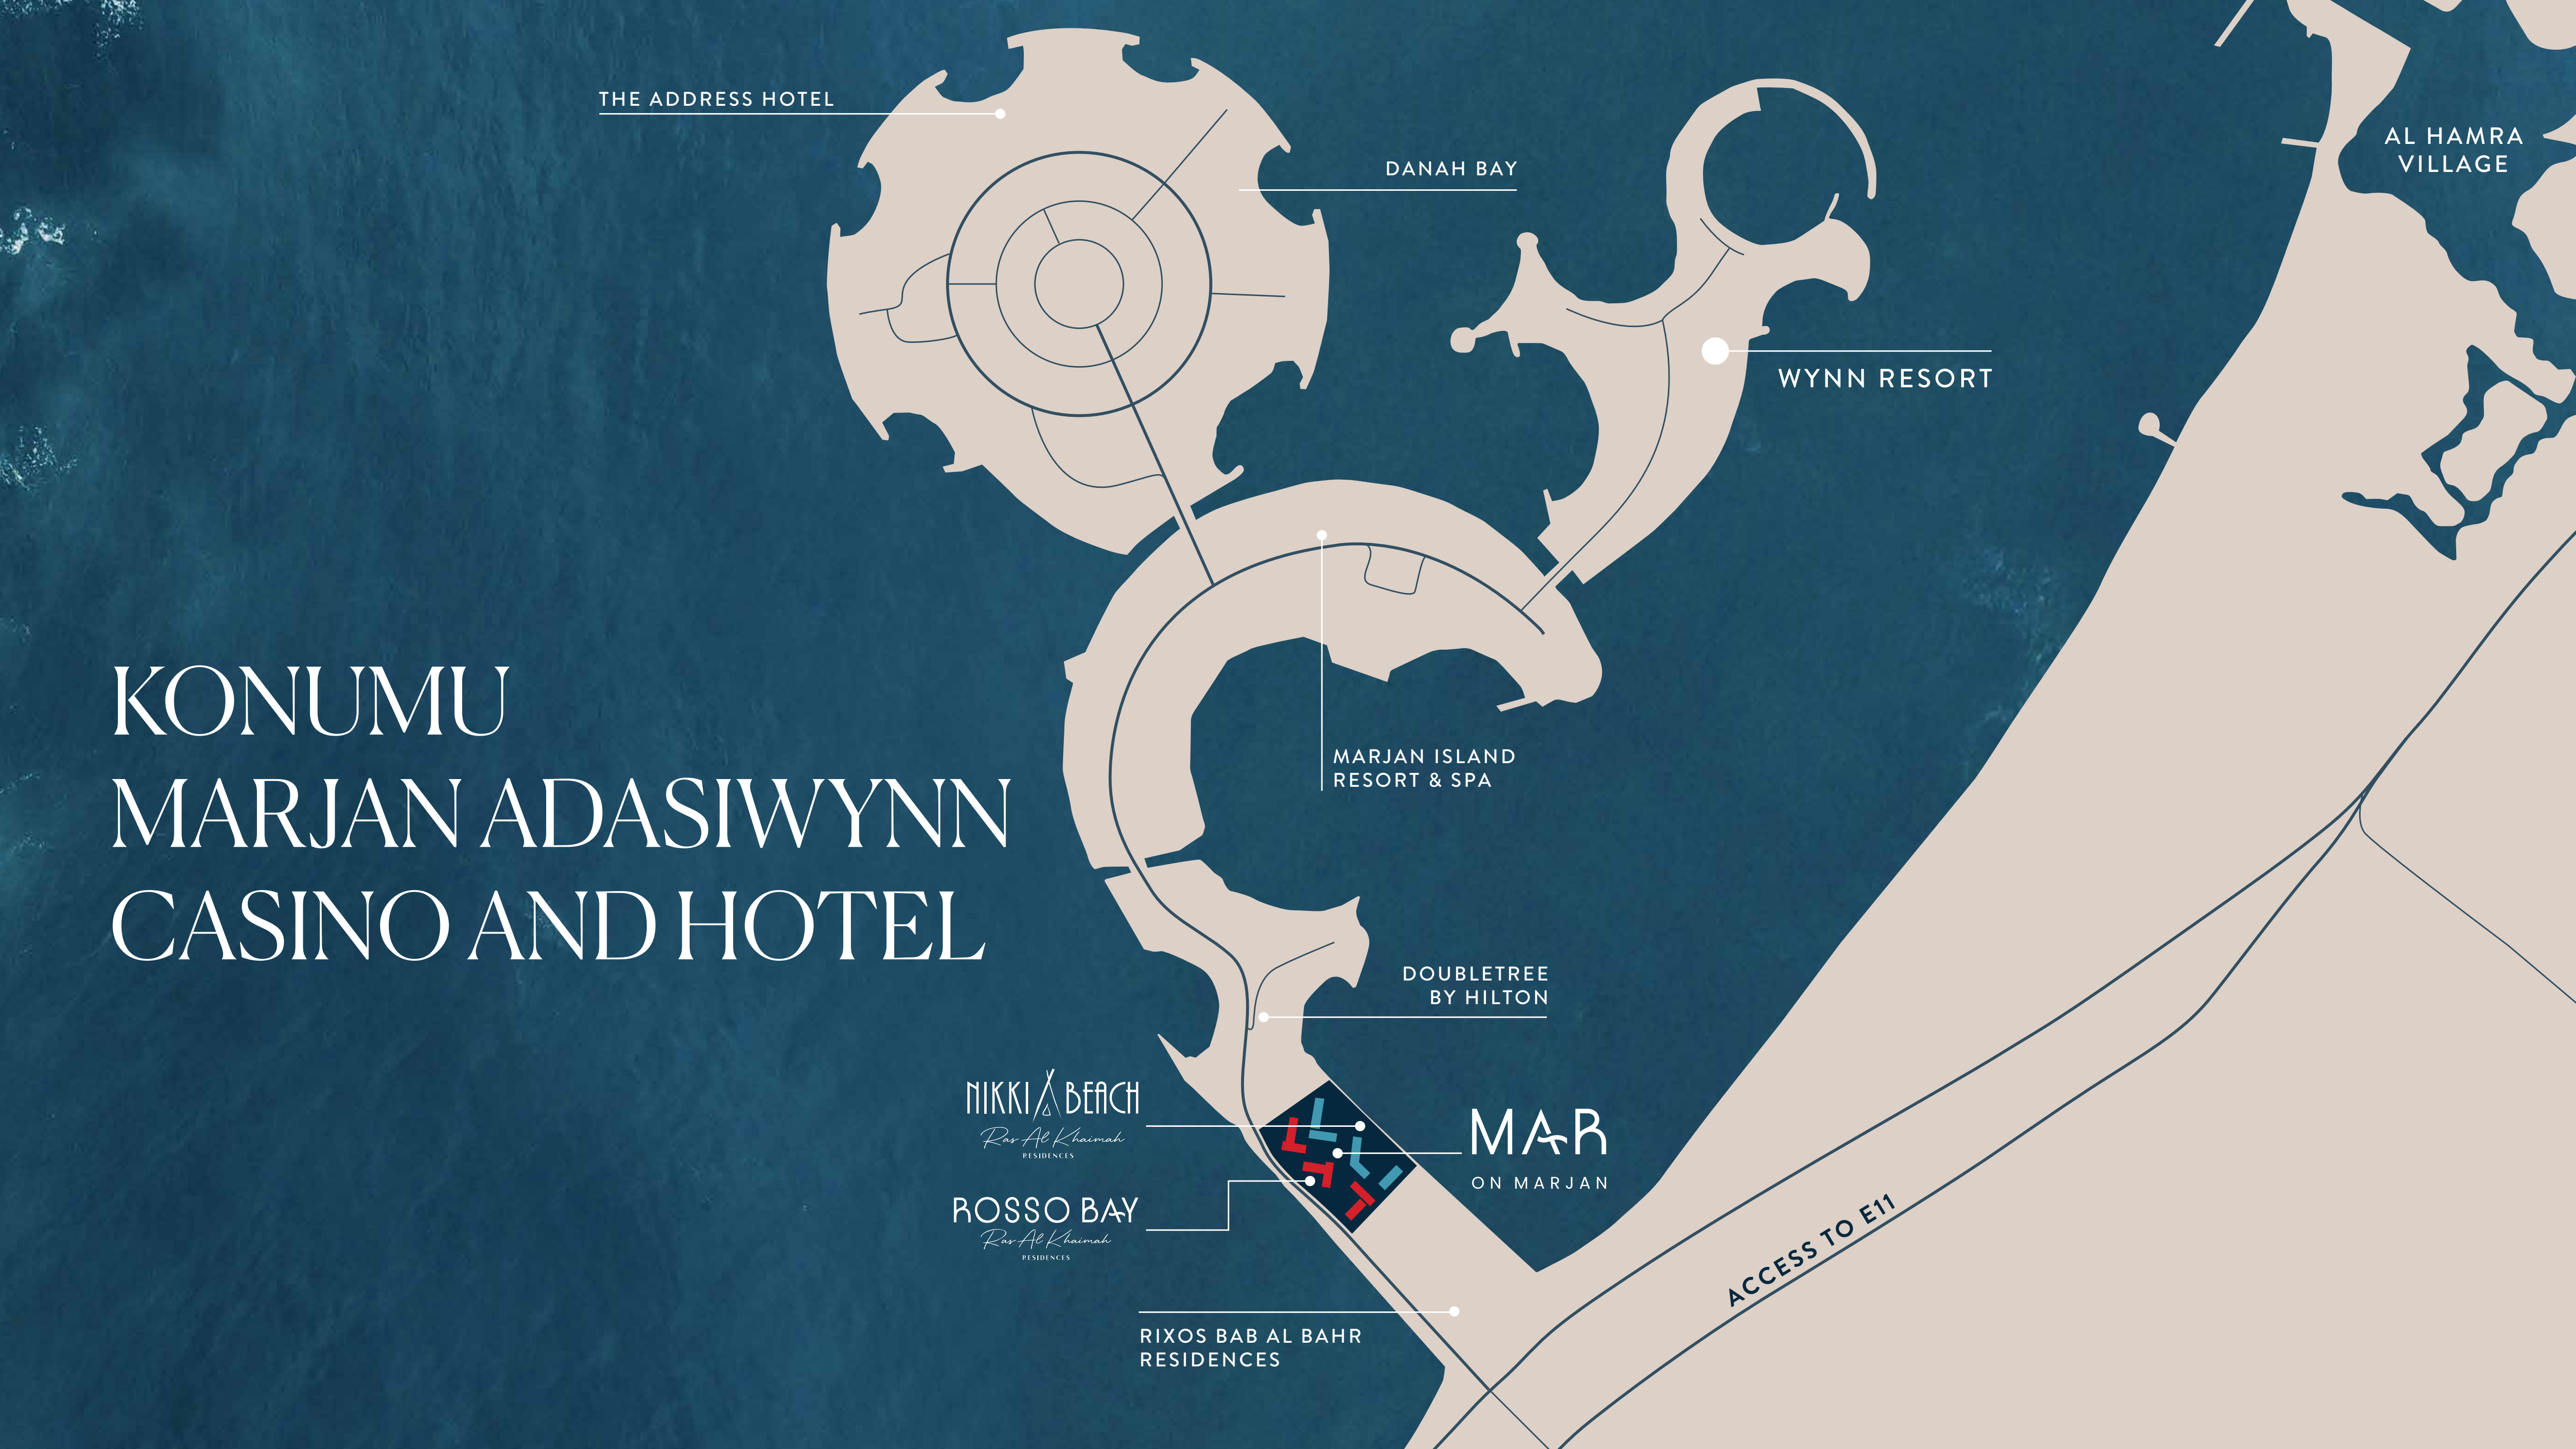 THE ADDRESS HOTEL
DANAH BAY
AL HAMRA
VILLAGE
WYNN RESORT
KONUMU
MARJAN ADASIWYNN
CASINO AND HOTEL
MARJAN ISLAND
RESORT & SPA
DOUBLETREE
BY HILTON
NIKKI BEACH
Ras Al Khaimah
RESIDENCES
MAR
ON MARJAN
ROSSO BAY
Ras Al Khaimah
RESIDENCES
ACCESS TO E11
RIXOS BAB AL BAHR
RESIDENCES